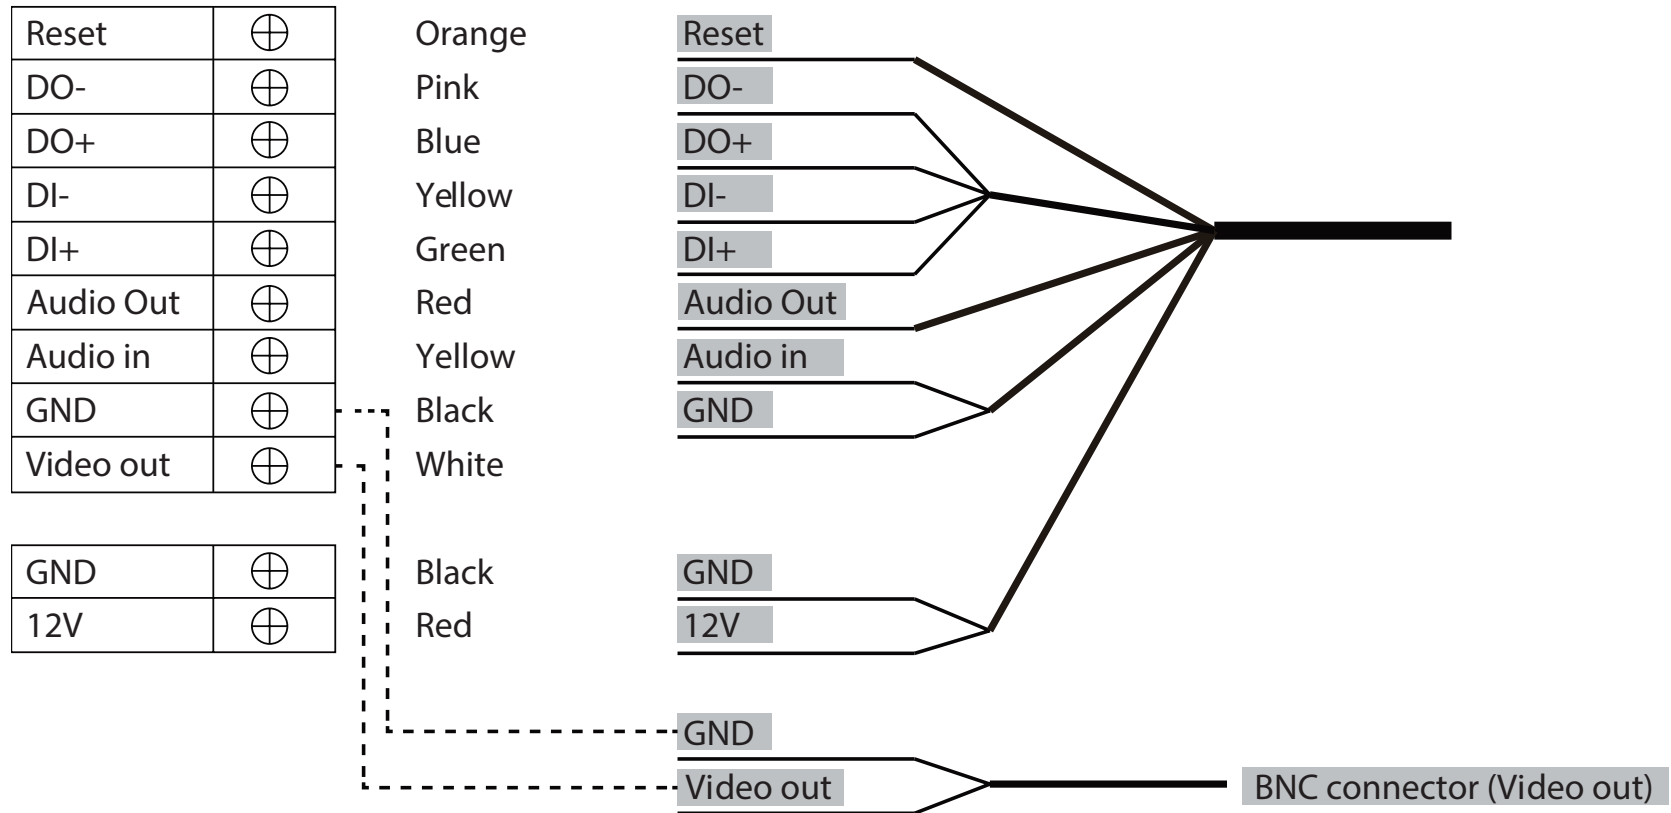 Reset Orange Reset
DO- Pink DO-
DO+ Blue DO+
DI- Yellow DI-
DI+ Green DI+
Audio Out Red Audio Out
Audio in Yellow Audio in
GND Black GND
Video out White
GND Black GND
12V Red 12V
GND
Video out BNC connector (Video out)